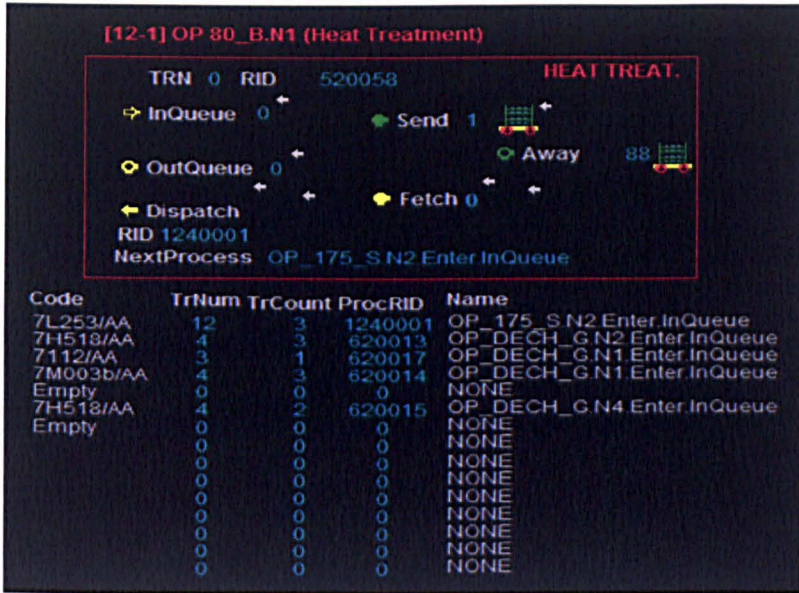 [12-1] OP 80_B.N1 (Heat Treatment)
HEAT TREAT.
TRN 0 RID 520058
InQueue 0
Send 1
Away 88
OutQueue 0
Fetch 0
Dispatch
RID 1240001
NextProcess OP_175_S.N2.Enter.InQueue
Code TrNum TrCount ProcRID Name
7L253/AA 12 3 1240001 OP_175_S.N2.Enter.InQueue
7H518/AA 4 3 620013 OP_DECH_G.N2.Enter.InQueue
7112/AA 3 1 620017 OP_DECH_G.N1.Enter.InQueue
7M003b/AA 4 3 620014 OP_DECH_G.N1.Enter.InQueue
Empty 0 0 0 NONE
7H518/AA 4 2 620015 OP_DECH_G.N4.Enter.InQueue
Empty 0 0 0 NONE
0 0 0 NONE
0 0 0 NONE
0 0 0 NONE
0 0 0 NONE
0 0 0 NONE
0 0 0 NONE
0 0 0 NONE
0 0 0 NONE